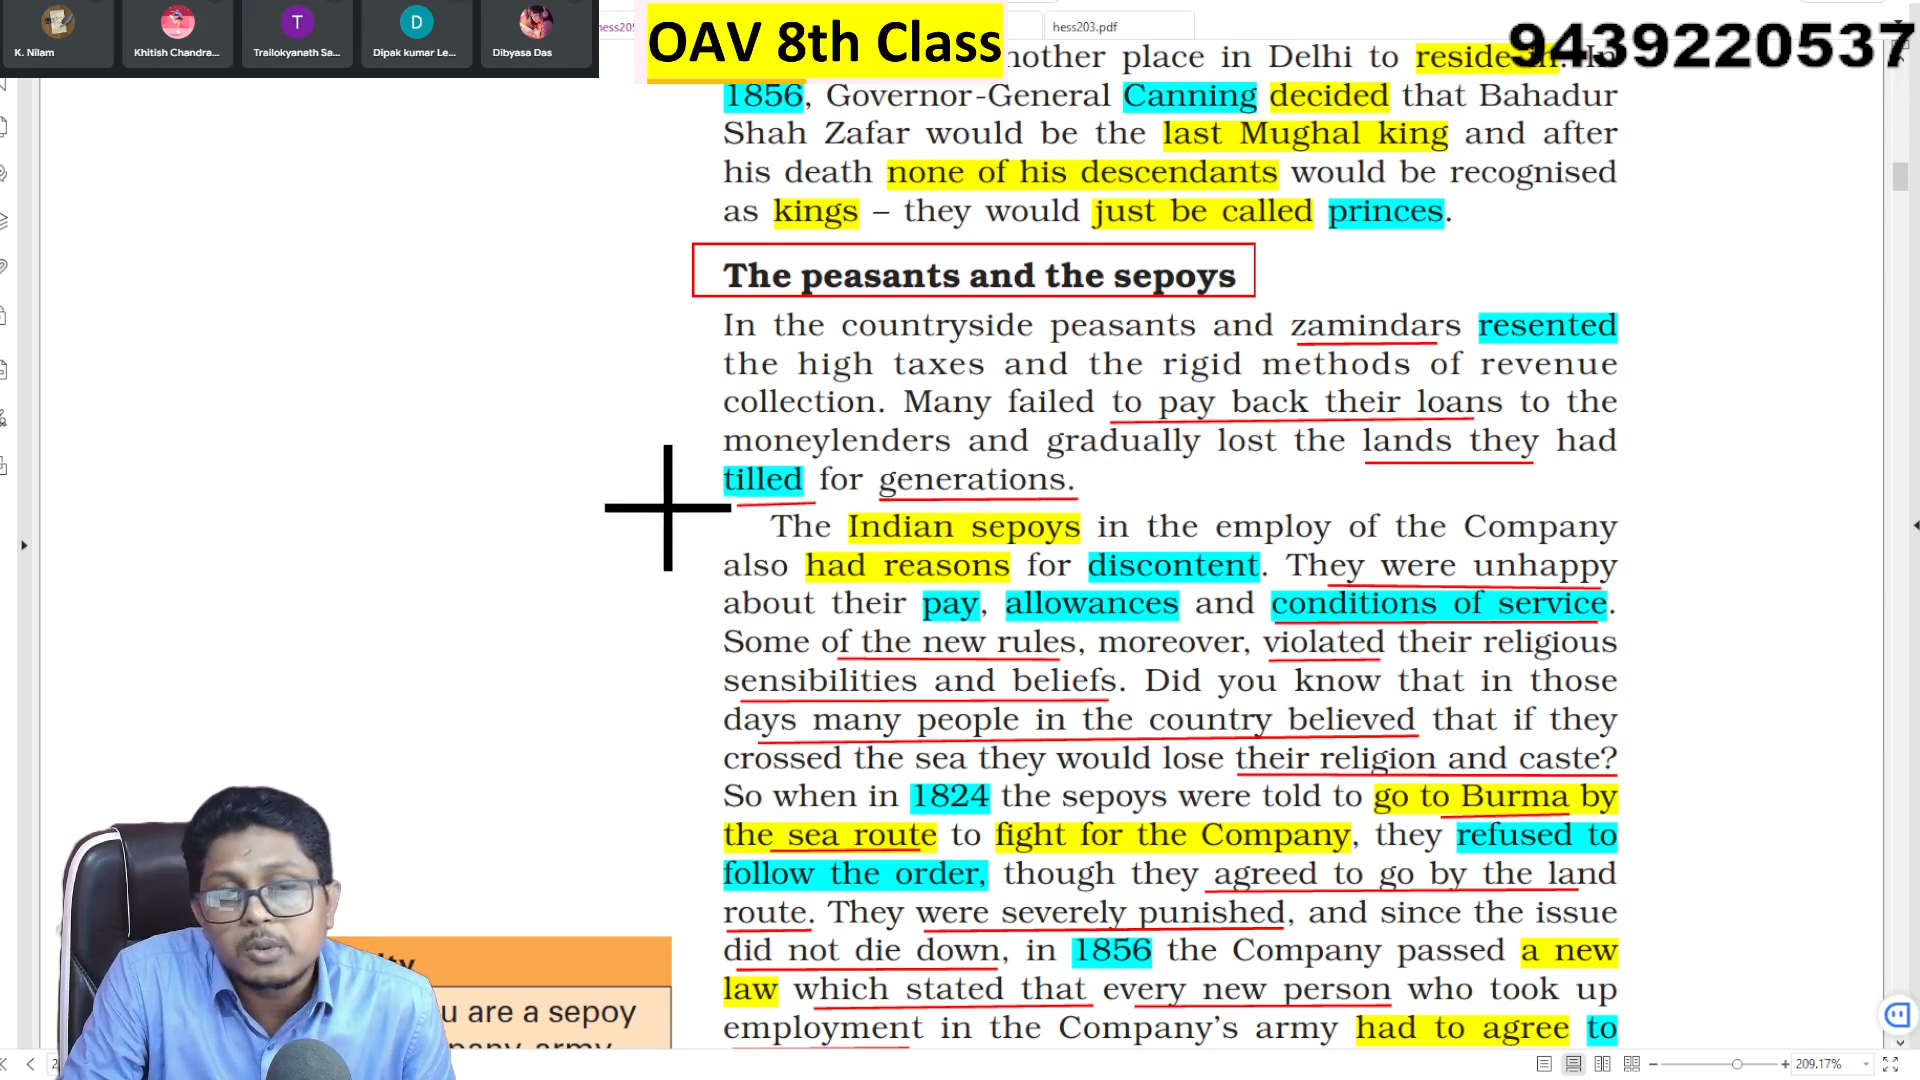 K. Nilam
Khitish Chandra...
T
Trailokyanath Sa...
D
Dipak kumar Le...
Dibyasa Das
OAV 8th Class
hess203.pdf
9439220537
nother place in Delhi to reside in. In
1856, Governor-General Canning decided that Bahadur
Shah Zafar would be the last Mughal king and after
his death none of his descendants would be recognised
as kings – they would just be called princes.
The peasants and the sepoys
In the countryside peasants and zamindars resented
the high taxes and the rigid methods of revenue
collection. Many failed to pay back their loans to the
moneylenders and gradually lost the lands they had
tilled for generations.
The Indian sepoys in the employ of the Company
also had reasons for discontent. They were unhappy
about their pay, allowances and conditions of service.
Some of the new rules, moreover, violated their religious
sensibilities and beliefs. Did you know that in those
days many people in the country believed that if they
crossed the sea they would lose their religion and caste?
So when in 1824 the sepoys were told to go to Burma by
the sea route to fight for the Company, they refused to
follow the order, though they agreed to go by the land
route. They were severely punished, and since the issue
did not die down, in 1856 the Company passed a new
law which stated that every new person who took up
employment in the Company's army had to agree to
u are a sepoy
209.17%